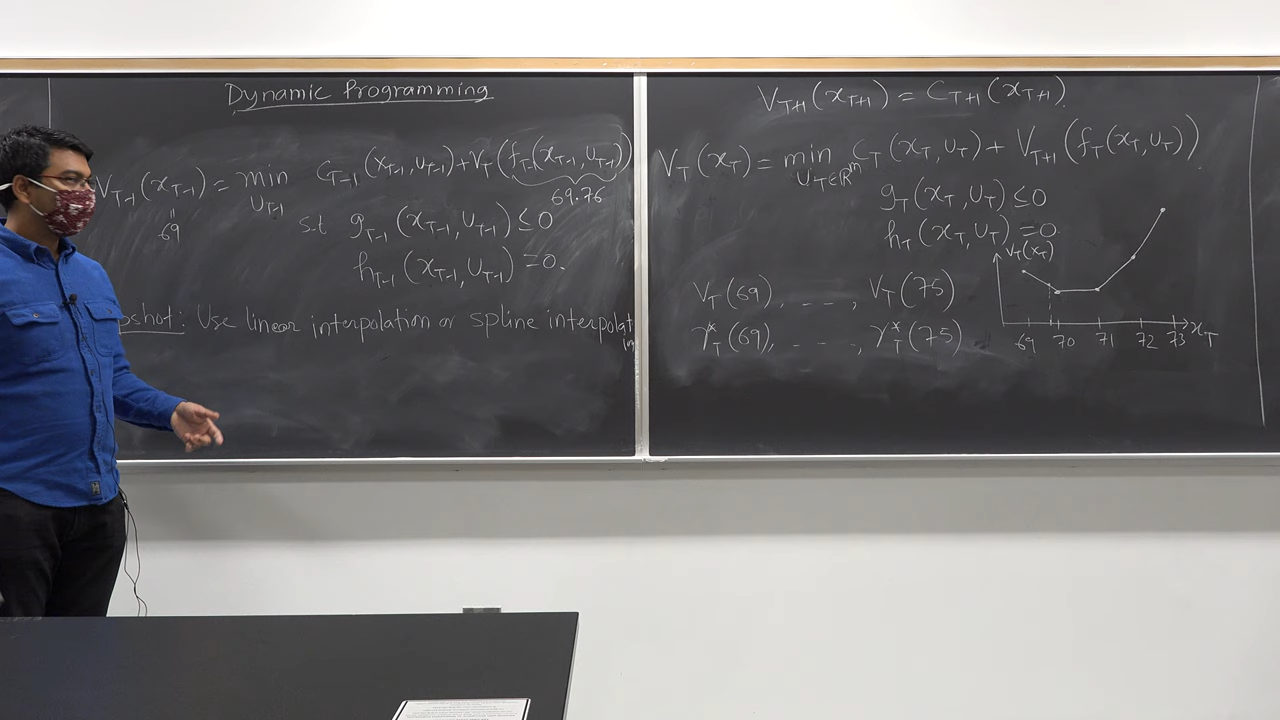 Dynamic Programming
V_{T-1}(x_{T-1}) = min_{U_{T-1}} C_{T-1}(x_{T-1}, u_{T-1}) + V_T(f_{T-1}(x_{T-1}, u_{T-1}))
69.76
"
69
s.t g_{T-1}(x_{T-1}, u_{T-1}) ≤ 0
h_{T-1}(x_{T-1}, u_{T-1}) = 0.
pshot: Use linear interpolation or spline interpolat
V_{T+1}(x_{T+1}) = C_{T+1}(x_{T+1})
V_T(x_T) = min_{U_T∈R^m} C_T(x_T, u_T) + V_{T+1}(f_T(x_T, u_T))
g_T(x_T, u_T) ≤ 0
h_T(x_T, u_T) = 0.
V_T(69), - - -, V_T(75)
γ*_T(69), - - -, γ*_T(75)
V_T(x_T)
69 70 71 72 73 x_T